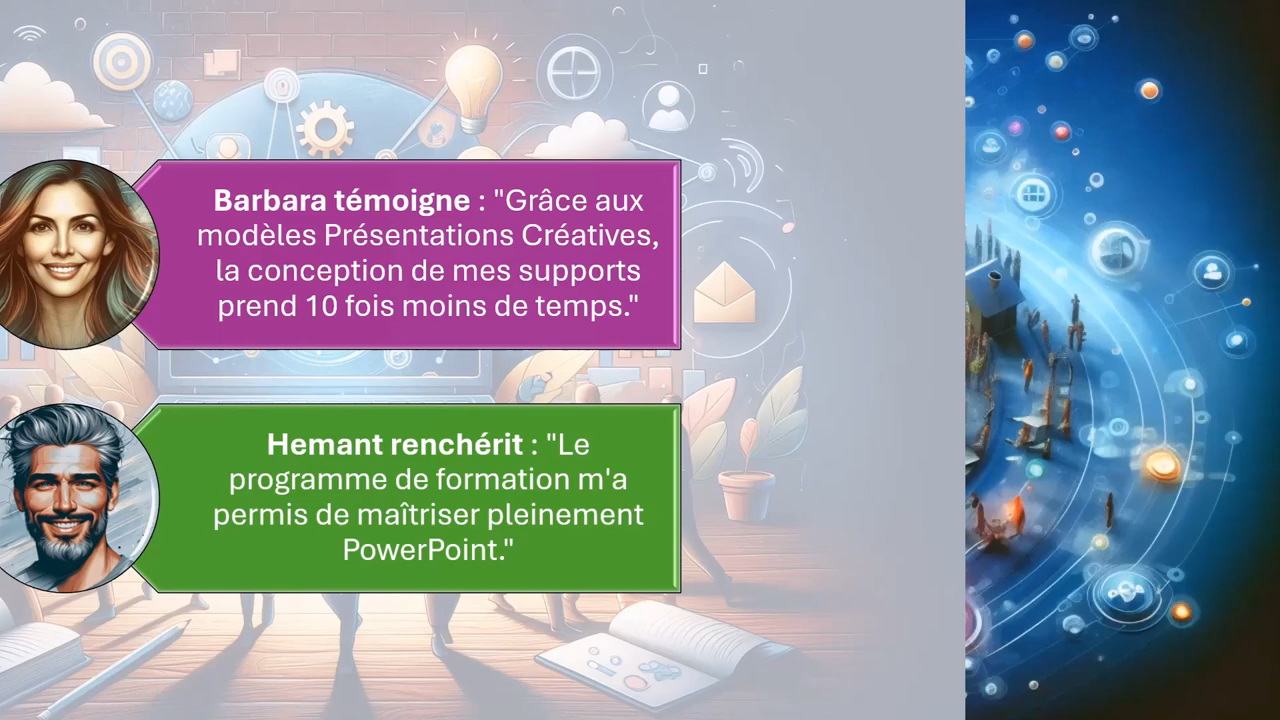 Barbara témoigne : "Grâce aux
modèles Présentations Créatives,
la conception de mes supports
prend 10 fois moins de temps."
Hemant renchérit : "Le
programme de formation m'a
permis de maîtriser pleinement
PowerPoint."